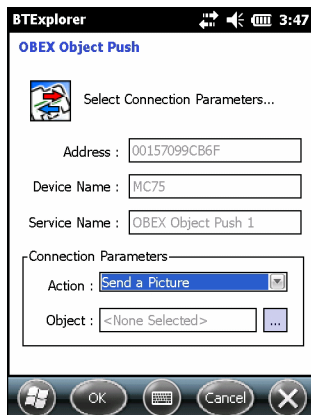 BTExplorer 3:47
OBEX Object Push
Select Connection Parameters...
Address : 00157099CB6F
Device Name : MC75
Service Name : OBEX Object Push 1
Connection Parameters
Action : Send a Picture
Object : <None Selected> ...
OK Cancel